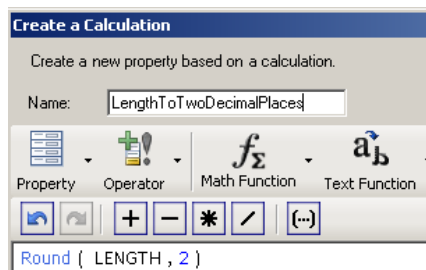 Create a Calculation
Create a new property based on a calculation.
Name: LengthToTwoDecimalPlaces
Property Operator Math Function Text Function
+ - * / (...)
Round ( LENGTH , 2 )